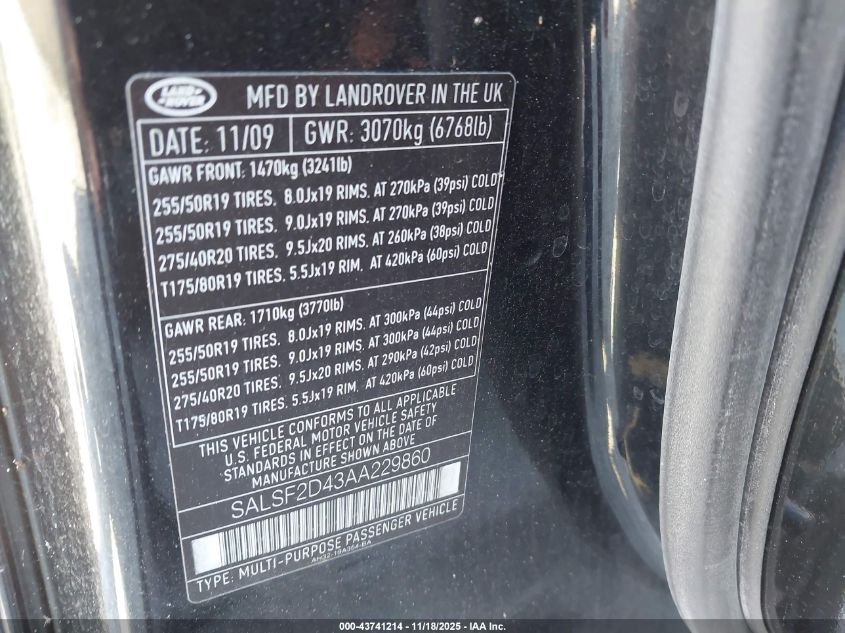 LAND ROVER
MFD BY LANDROVER IN THE UK
DATE: 11/09 GWR: 3070kg (6768lb)
GAWR FRONT: 1470kg (3241lb)
255/50R19 TIRES. 8.0Jx19 RIMS. AT 270kPa (39psi) COLD
255/50R19 TIRES. 9.0Jx19 RIMS. AT 270kPa (39psi) COLD
275/40R20 TIRES. 9.5Jx20 RIMS. AT 260kPa (38psi) COLD
T175/80R19 TIRES. 5.5Jx19 RIM. AT 420kPa (60psi) COLD
GAWR REAR: 1710kg (3770lb)
255/50R19 TIRES. 8.0Jx19 RIMS. AT 300kPa (44psi) COLD
255/50R19 TIRES. 9.0Jx19 RIMS. AT 300kPa (44psi) COLD
275/40R20 TIRES. 9.5Jx20 RIMS. AT 290kPa (42psi) COLD
T175/80R19 TIRES. 5.5Jx19 RIM. AT 420kPa (60psi) COLD
THIS VEHICLE CONFORMS TO ALL APPLICABLE
U.S. FEDERAL MOTOR VEHICLE SAFETY
STANDARDS IN EFFECT ON THE DATE OF
MANUFACTURE SHOWN ABOVE
SALSF2D43AA229860
AH32-19A364-BA
TYPE: MULTI-PURPOSE PASSENGER VEHICLE
000-43741214 - 11/18/2025 - IAA Inc.